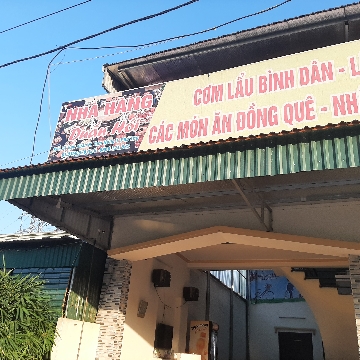 NHÀ HÀNG
CƠM LẨU BÌNH DÂN - L
CÁC MÓN ĂN ĐỒNG QUÊ - NH